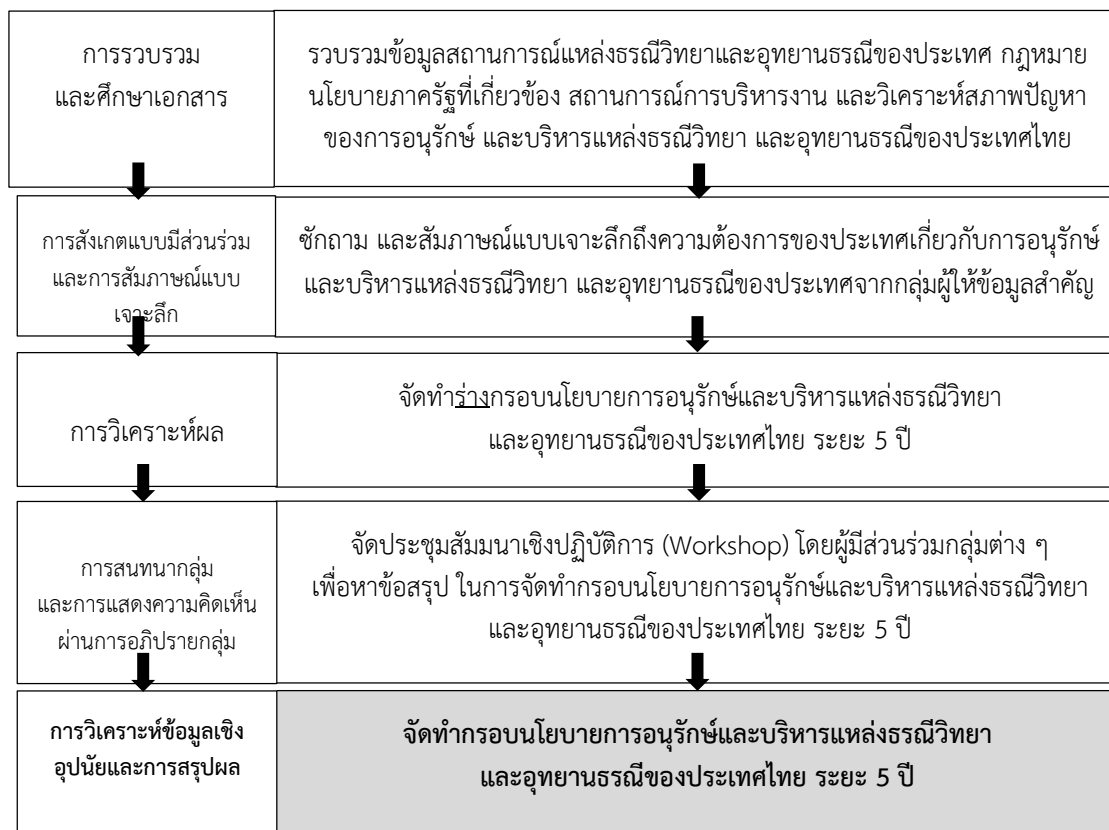 การรวบรวม
และศึกษาเอกสาร
รวบรวมข้อมูลสถานการณ์แหล่งธรณีวิทยาและอุทยานธรณีของประเทศ กฎหมาย
นโยบายภาครัฐที่เกี่ยวข้อง สถานการณ์การบริหารงาน และวิเคราะห์สภาพปัญหา
ของการอนุรักษ์ และบริหารแหล่งธรณีวิทยา และอุทยานธรณีของประเทศไทย
การสังเกตแบบมีส่วนร่วม
และการสัมภาษณ์แบบ
เจาะลึก
ซักถาม และสัมภาษณ์แบบเจาะลึกถึงความต้องการของประเทศเกี่ยวกับการอนุรักษ์
และบริหารแหล่งธรณีวิทยา และอุทยานธรณีของประเทศจากกลุ่มผู้ให้ข้อมูลสำคัญ
การวิเคราะห์ผล
จัดทำร่างกรอบนโยบายการอนุรักษ์และบริหารแหล่งธรณีวิทยา
และอุทยานธรณีของประเทศไทย ระยะ 5 ปี
การสนทนากลุ่ม
และการแสดงความคิดเห็น
ผ่านการอภิปรายกลุ่ม
จัดประชุมสัมมนาเชิงปฏิบัติการ (Workshop) โดยผู้มีส่วนร่วมกลุ่มต่าง ๆ
เพื่อหาข้อสรุป ในการจัดทำกรอบนโยบายการอนุรักษ์และบริหารแหล่งธรณีวิทยา
และอุทยานธรณีของประเทศไทย ระยะ 5 ปี
การวิเคราะห์ข้อมูลเชิง
อุปนัยและการสรุปผล
จัดทำกรอบนโยบายการอนุรักษ์และบริหารแหล่งธรณีวิทยา
และอุทยานธรณีของประเทศไทย ระยะ 5 ปี